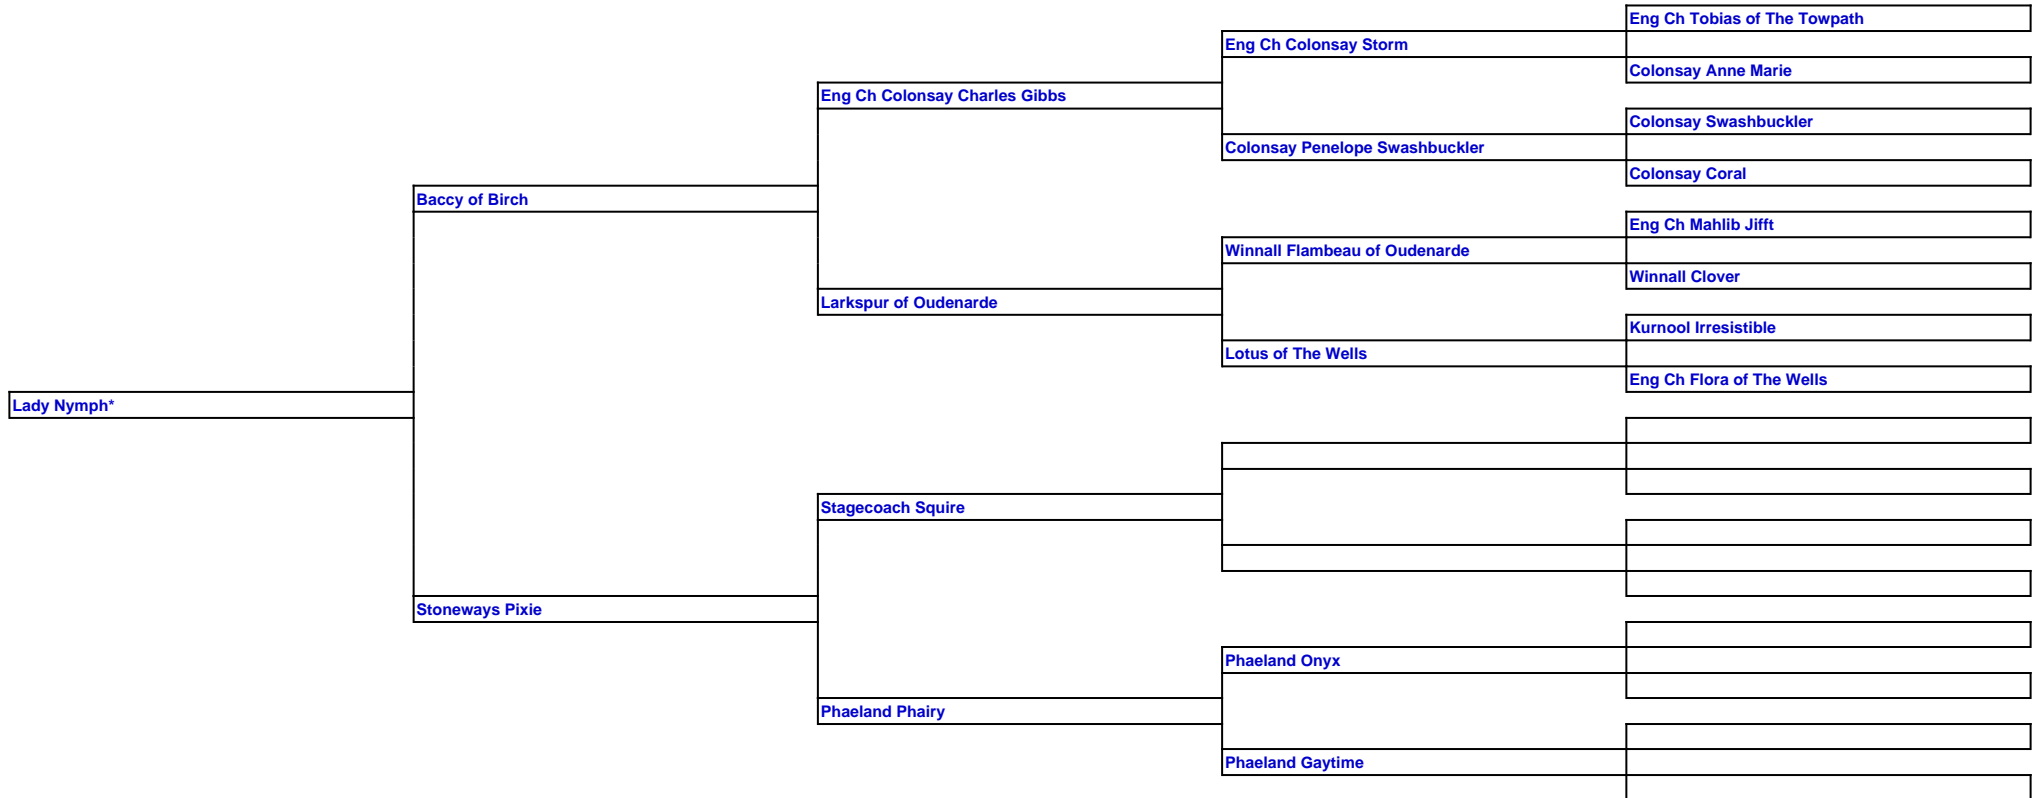 Eng Ch Tobias of The Towpath
Eng Ch Colonsay Storm
Colonsay Anne Marie
Eng Ch Colonsay Charles Gibbs
Colonsay Swashbuckler
Colonsay Penelope Swashbuckler
Colonsay Coral
Baccy of Birch
Eng Ch Mahlib Jifft
Winnall Flambeau of Oudenarde
Winnall Clover
Larkspur of Oudenarde
Kurnool Irresistible
Lotus of The Wells
Eng Ch Flora of The Wells
Lady Nymph*
Stagecoach Squire
Stoneways Pixie
Phaeland Onyx
Phaeland Phairy
Phaeland Gaytime